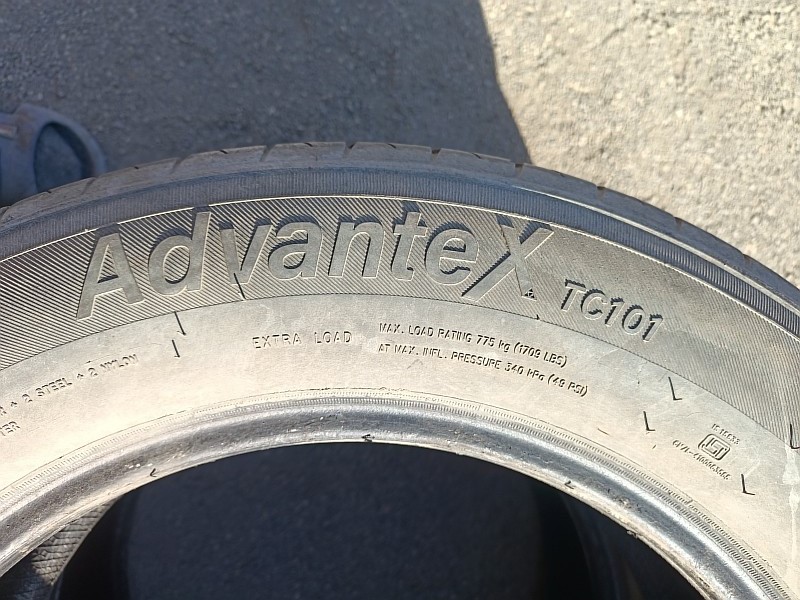 AdvanteX TC101
EXTRA LOAD
MAX. LOAD RATING 775 kg (1709 LBS)
AT MAX. INFL. PRESSURE 340 kPa (49 PSI)
+ 2 STEEL + 2 NYLON